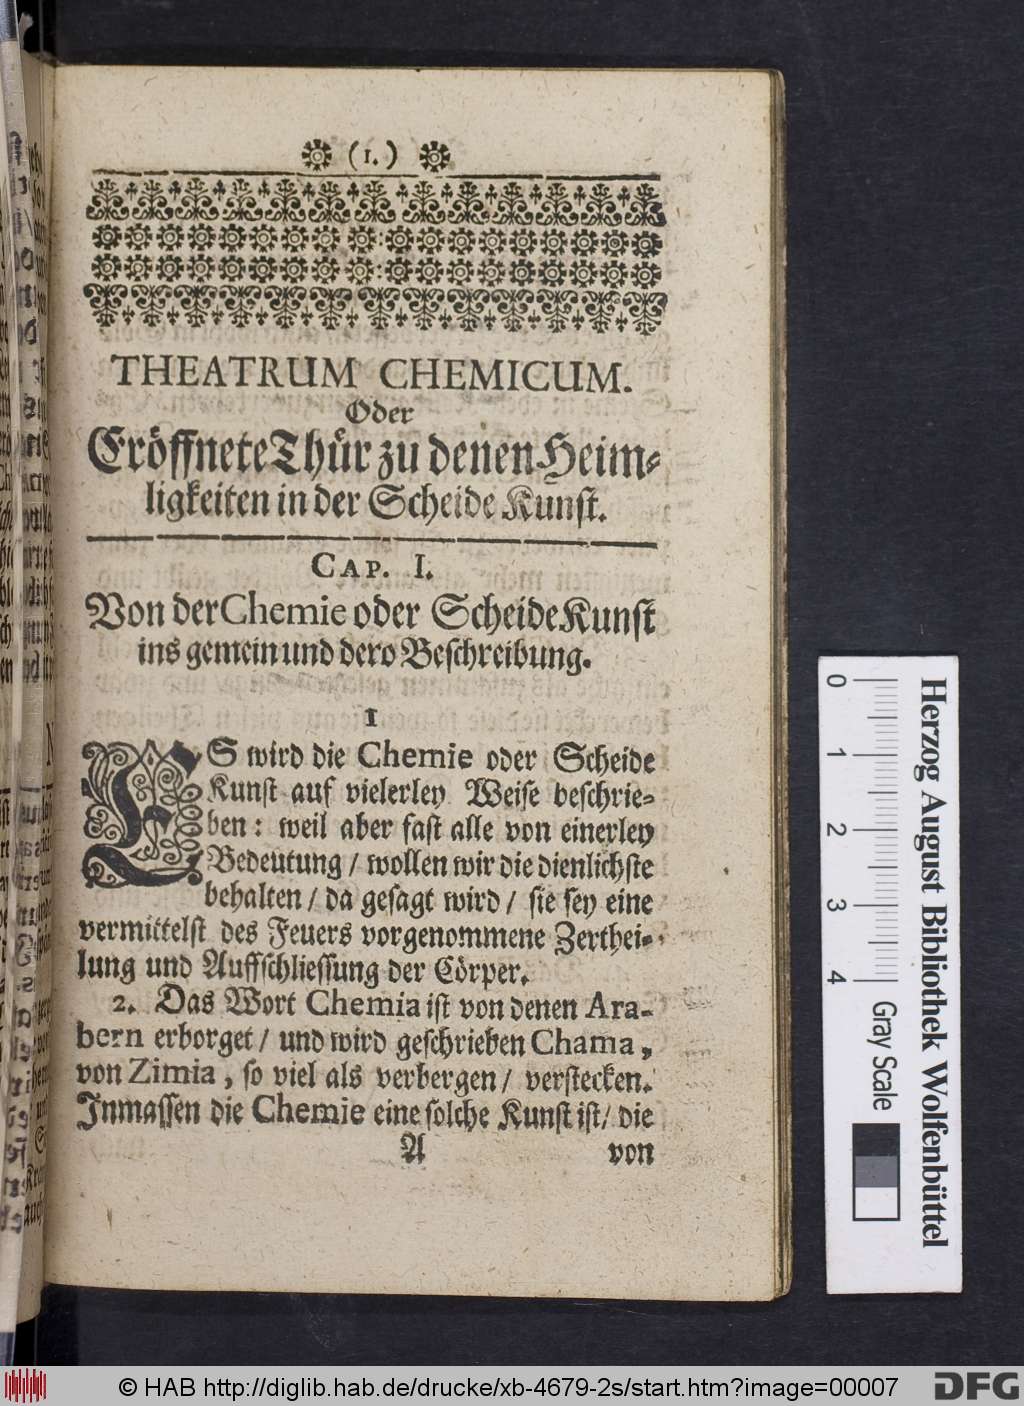 (1.)
THEATRUM CHEMICUM.
Oder
Eröffnete Thür zu denen Heim-
ligkeiten in der Scheide Kunst.
CAP. I.
Von der Chemie oder Scheide Kunst
ins gemein und dero Beschreibung.
1
ES wird die Chemie oder Scheide
Kunst auf vielerley Weise beschrie-
ben: weil aber fast alle von einerley
Bedeutung / wollen wir die dienlichste
behalten / da gesagt wird / sie sey eine
vermittelst des Feuers vorgenommene Zerthei-
lung und Auffschliessung der Cörper.
2. Das Wort Chemia ist von denen Ara-
bern erborget / und wird geschrieben Chama,
von Zimia, so viel als verbergen / verstecken.
Inmassen die Chemie eine solche Kunst ist / die
A von
0 1 2 3 4
Herzog August Bibliothek Wolfenbüttel
Gray Scale
© HAB http://diglib.hab.de/drucke/xb-4679-2s/start.htm?image=00007
DFG